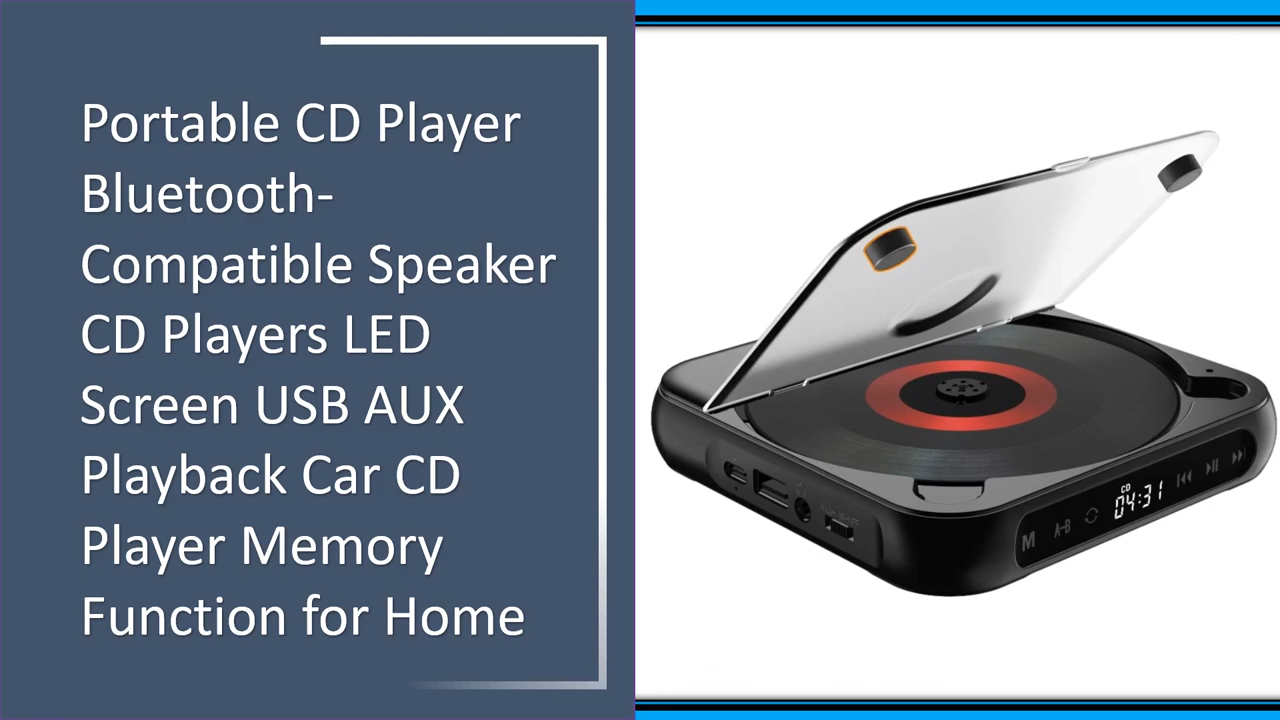 Portable CD Player
Bluetooth-
Compatible Speaker
CD Players LED
Screen USB AUX
Playback Car CD
Player Memory
Function for Home
M A-B CD 04:31